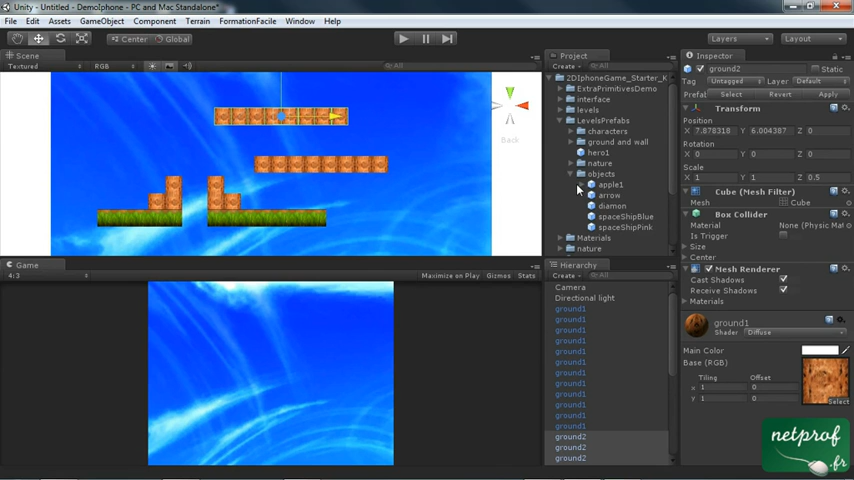 Unity - Untitled - DemoIphone - PC and Mac Standalone*
File Edit Assets GameObject Component Terrain FormationFacile Window Help
Center Global
Layers Layout
Scene
Textured RGB All
Back
Game
4:3 Maximize on Play Gizmos Stats
Project
Create All
2DIphoneGame_Starter_K
ExtraPrimitivesDemo
interface
levels
LevelsPrefabs
characters
ground and wall
hero1
nature
objects
apple1
arrow
diamon
spaceShipBlue
spaceShipPink
Materials
nature
Hierarchy
Create All
Camera
Directional light
ground1
ground1
ground1
ground1
ground1
ground1
ground1
ground1
ground1
ground1
ground1
ground1
ground2
ground2
ground2
Inspector
ground2 Static
Tag Untagged Layer Default
Prefab Select Revert Apply
Transform
Position
X 7.878318 Y 6.004387 Z 0
Rotation
X 0 Y 0 Z 0
Scale
X 1 Y 1 Z 0.5
Cube (Mesh Filter)
Mesh Cube
Box Collider
Material None (Physic Mat
Is Trigger
Size
Center
Mesh Renderer
Cast Shadows
Receive Shadows
Materials
ground1
Shader Diffuse
Main Color
Base (RGB)
Tiling Offset
x 1 0
y 1 0
Select
netprof
.fr